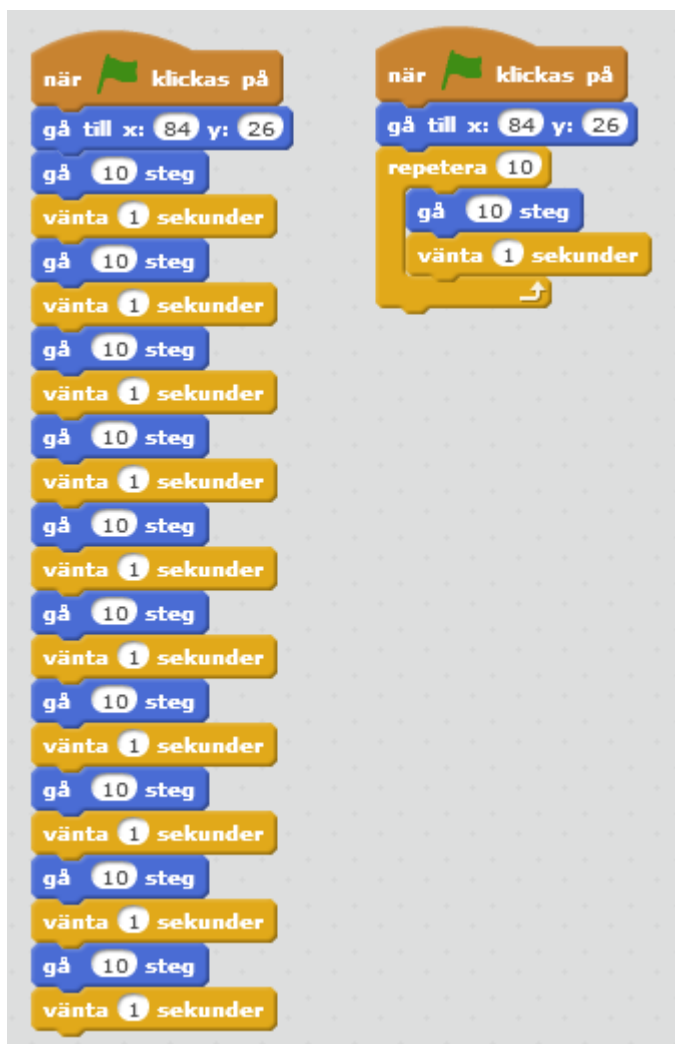 när klickas på
gå till x: 84 y: 26
gå 10 steg
vänta 1 sekunder
gå 10 steg
vänta 1 sekunder
gå 10 steg
vänta 1 sekunder
gå 10 steg
vänta 1 sekunder
gå 10 steg
vänta 1 sekunder
gå 10 steg
vänta 1 sekunder
gå 10 steg
vänta 1 sekunder
gå 10 steg
vänta 1 sekunder
gå 10 steg
vänta 1 sekunder
gå 10 steg
vänta 1 sekunder
när klickas på
gå till x: 84 y: 26
repetera 10
gå 10 steg
vänta 1 sekunder